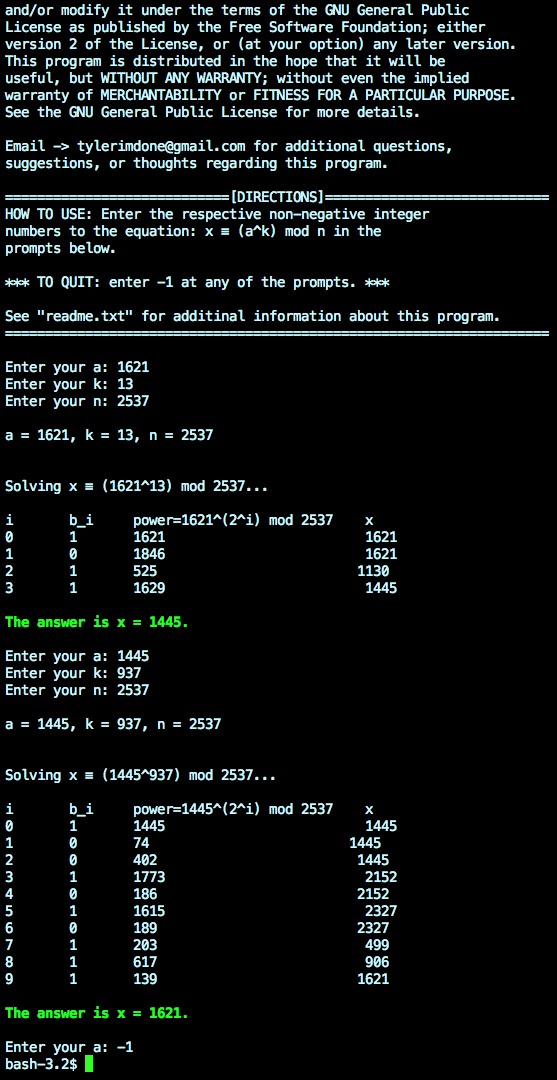 and/or modify it under the terms of the GNU General Public
License as published by the Free Software Foundation; either
version 2 of the License, or (at your option) any later version.
This program is distributed in the hope that it will be
useful, but WITHOUT ANY WARRANTY; without even the implied
warranty of MERCHANTABILITY or FITNESS FOR A PARTICULAR PURPOSE.
See the GNU General Public License for more details.

Email -> tylerimdone@gmail.com for additional questions,
suggestions, or thoughts regarding this program.

============================[DIRECTIONS]============================
HOW TO USE: Enter the respective non-negative integer
numbers to the equation: x ≡ (a^k) mod n in the
prompts below.

*** TO QUIT: enter -1 at any of the prompts. ***

See "readme.txt" for additinal information about this program.
====================================================================

Enter your a: 1621
Enter your k: 13
Enter your n: 2537

a = 1621, k = 13, n = 2537

Solving x ≡ (1621^13) mod 2537...

i       b_i     power=1621^(2^i) mod 2537    x
0       1       1621                         1621
1       0       1846                         1621
2       1       525                         1130
3       1       1629                         1445

The answer is x = 1445.

Enter your a: 1445
Enter your k: 937
Enter your n: 2537

a = 1445, k = 937, n = 2537

Solving x ≡ (1445^937) mod 2537...

i       b_i     power=1445^(2^i) mod 2537    x
0       1       1445                         1445
1       0       74                         1445
2       0       402                         1445
3       1       1773                         2152
4       0       186                         2152
5       1       1615                         2327
6       0       189                         2327
7       1       203                          499
8       1       617                          906
9       1       139                         1621

The answer is x = 1621.

Enter your a: -1
bash-3.2$